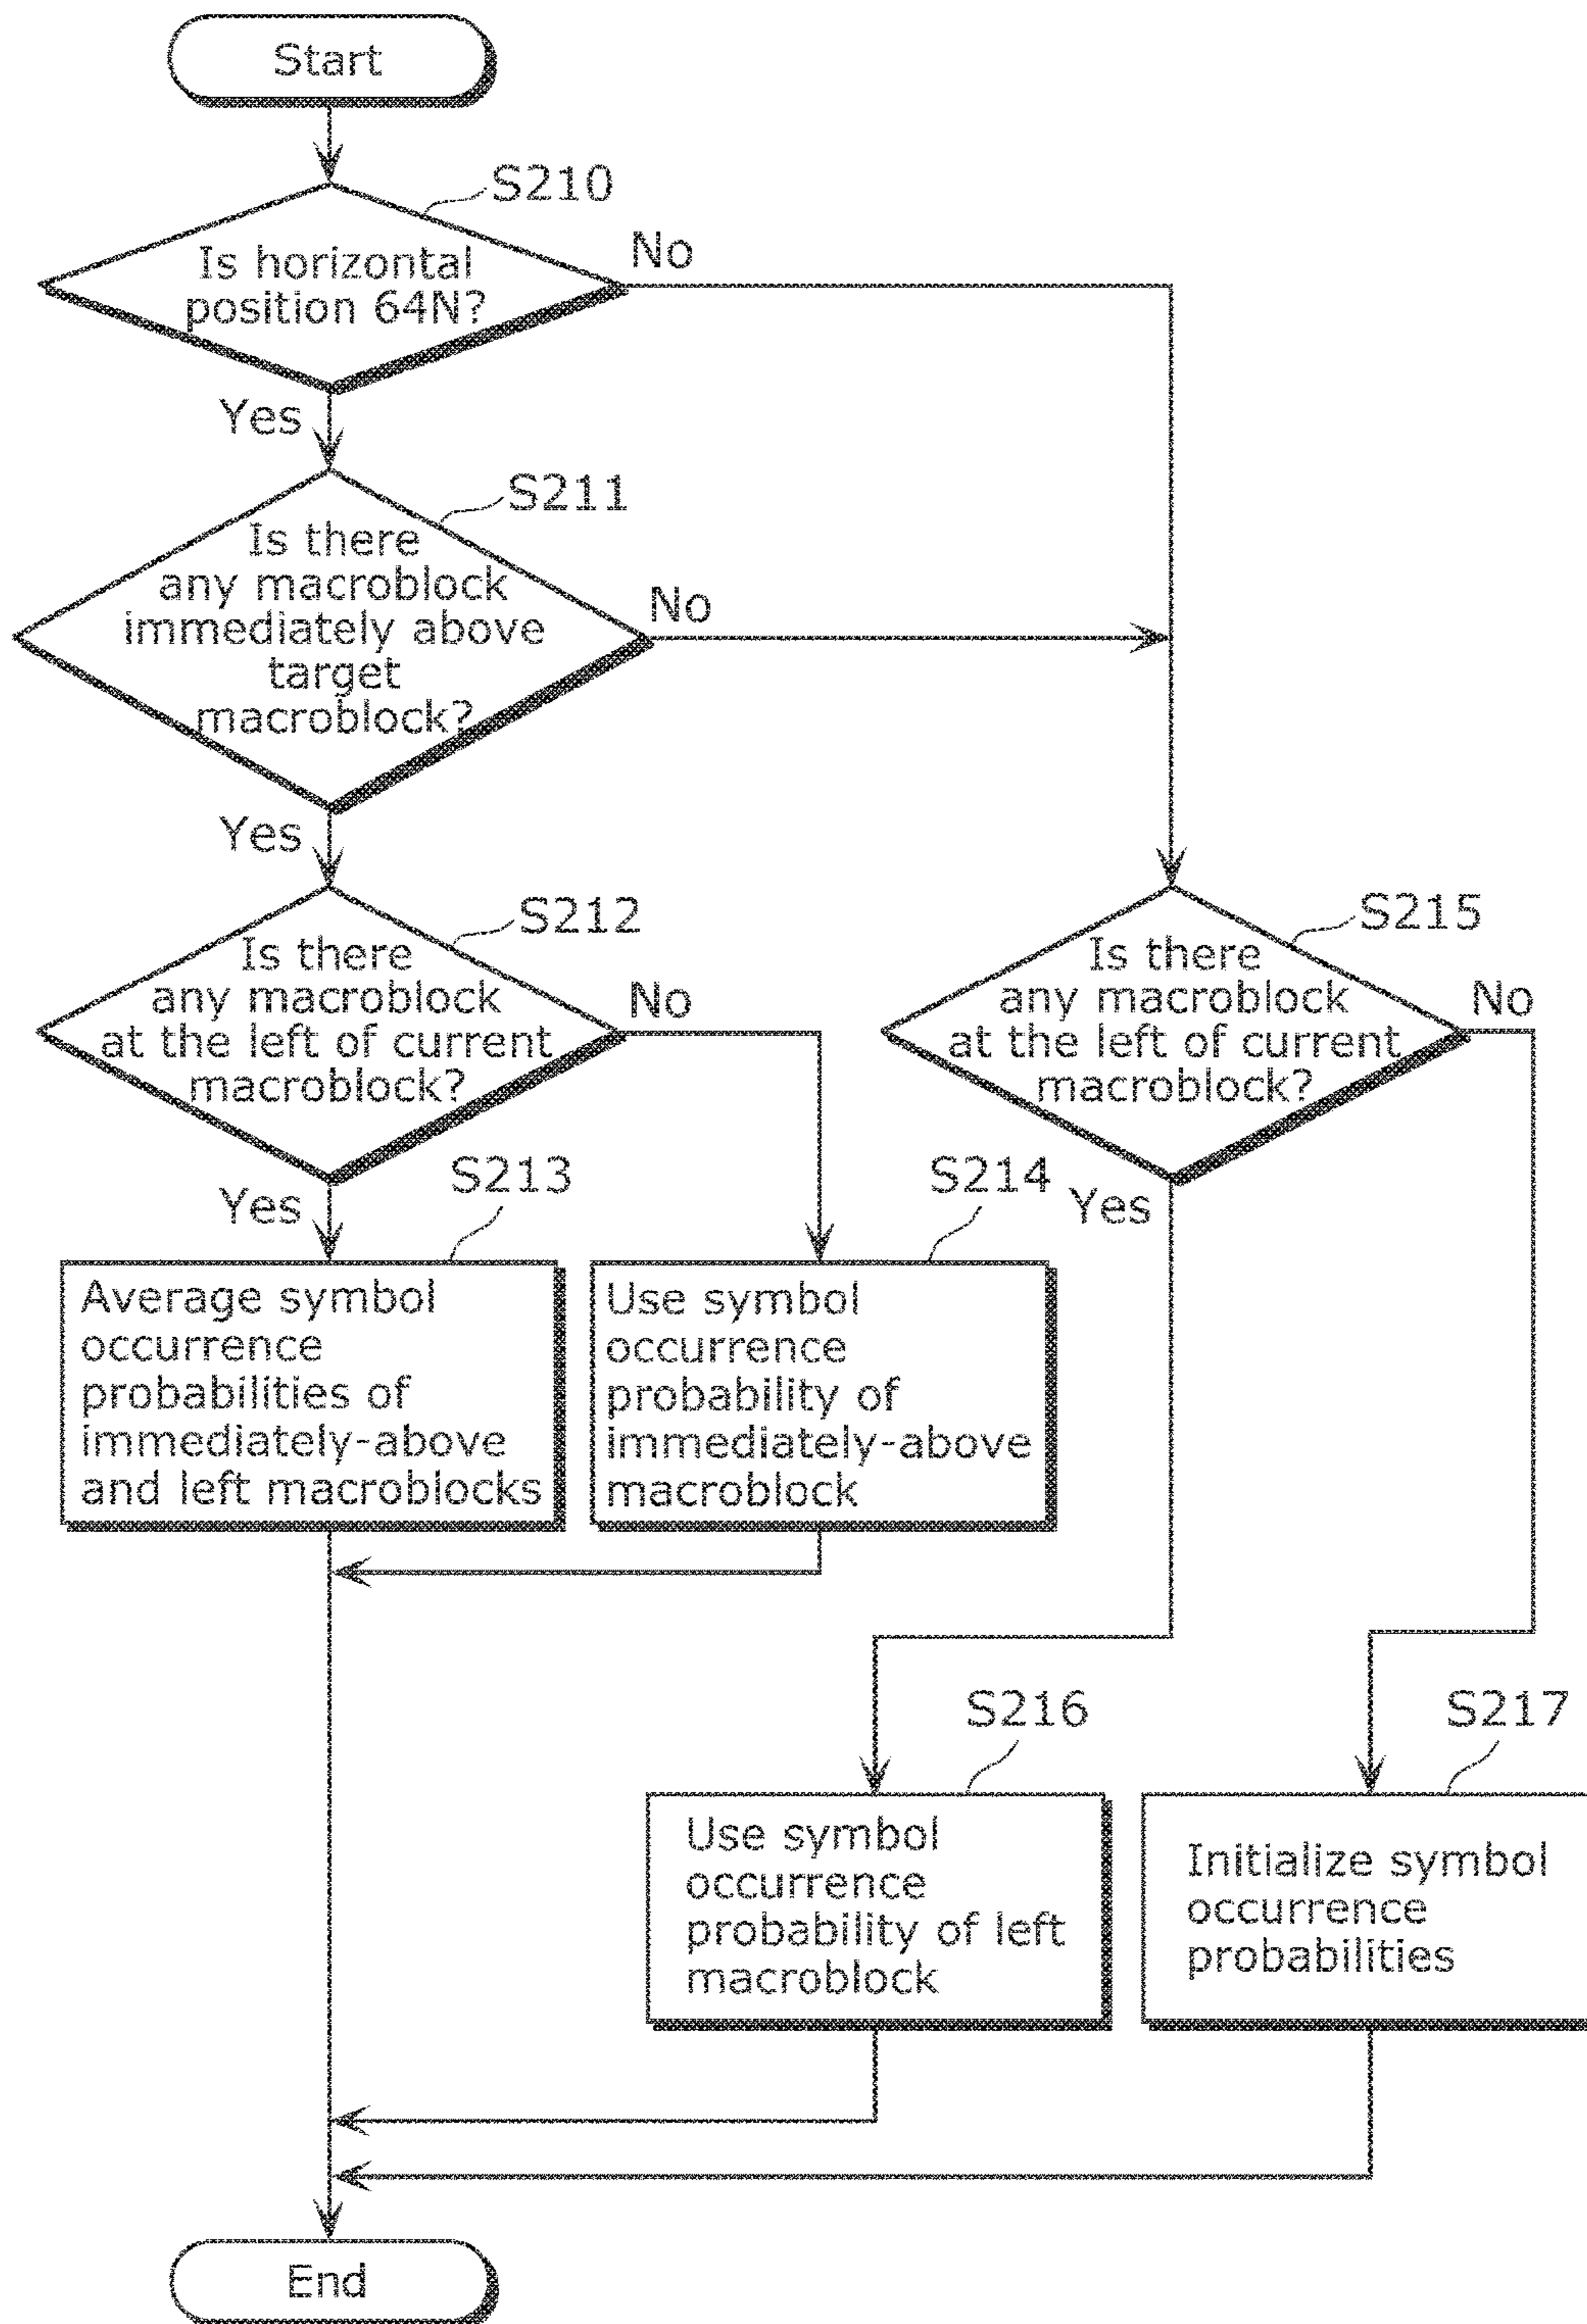 Start
S210
Is horizontal
position 64N?
No
Yes
S211
Is there
any macroblock
immediately above
target
macroblock?
No
Yes
S212
Is there
any macroblock
at the left of current
macroblock?
No
S215
Is there
any macroblock
at the left of current
macroblock?
No
Yes
S213
Average symbol
occurrence
probabilities of
immediately-above
and left macroblocks
S214
Use symbol
occurrence
probability of
immediately-above
macroblock
Yes
S216
Use symbol
occurrence
probability of left
macroblock
S217
Initialize symbol
occurrence
probabilities
End